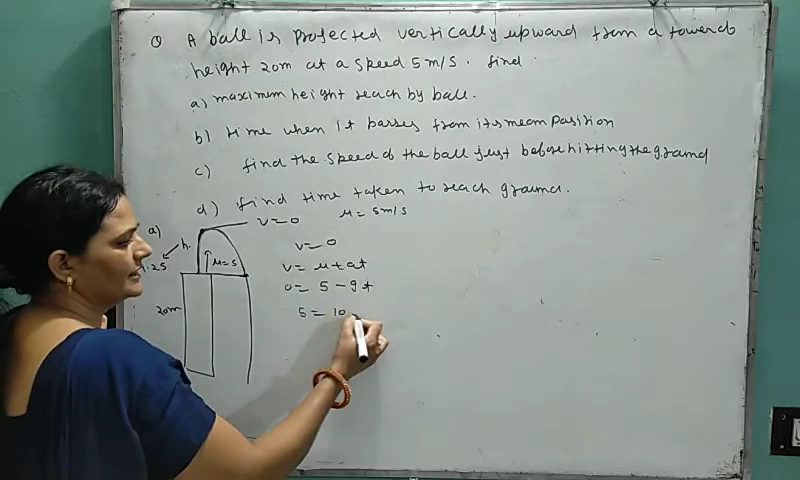 Q A ball is projected vertically upward from a tower of
height 20m at a speed 5 m/s. find
a) maximum height reach by ball.
b) time when it passes from its mean position
c) find the speed of the ball just before hitting the ground
d) find time taken to reach ground.
a) v=0 u=5m/s
h.
1.25 u=5
20m
v=0
v=u+at
0=5-gt
5=10